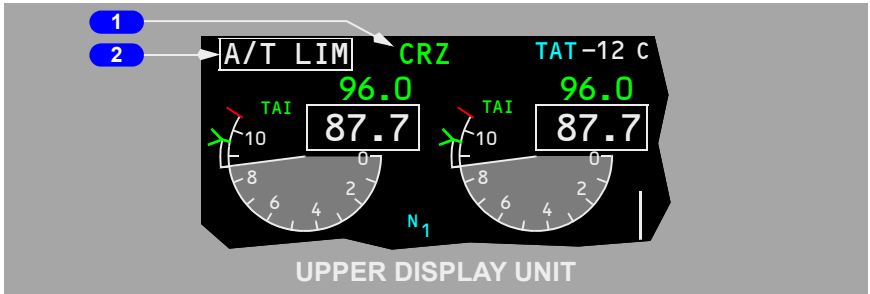 1
2
A/T LIM CRZ TAT-12 C
96.0 96.0
TAI 87.7 TAI 87.7
10 0 10 0
8 2 8 2
6 4 6 4
N1
UPPER DISPLAY UNIT